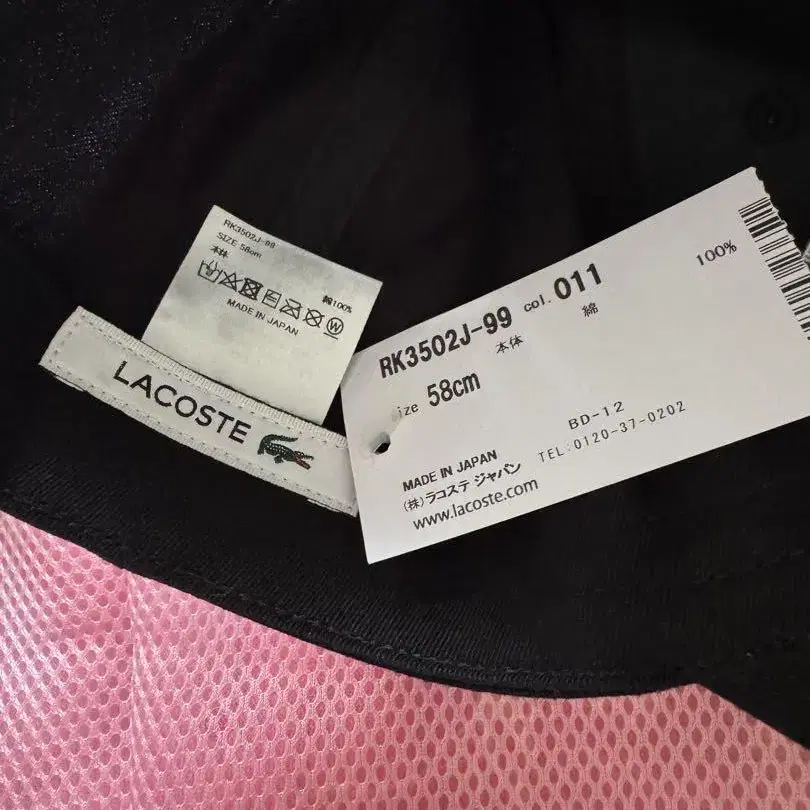 RK3502J-99
SIZE 58cm
本体
綿100%
MADE IN JAPAN
LACOSTE
RK3502J-99 col. 011
本体 綿 100%
size 58cm
BD-12
MADE IN JAPAN TEL:0120-37-0202
(株)ラコステ ジャパン
www.lacoste.com